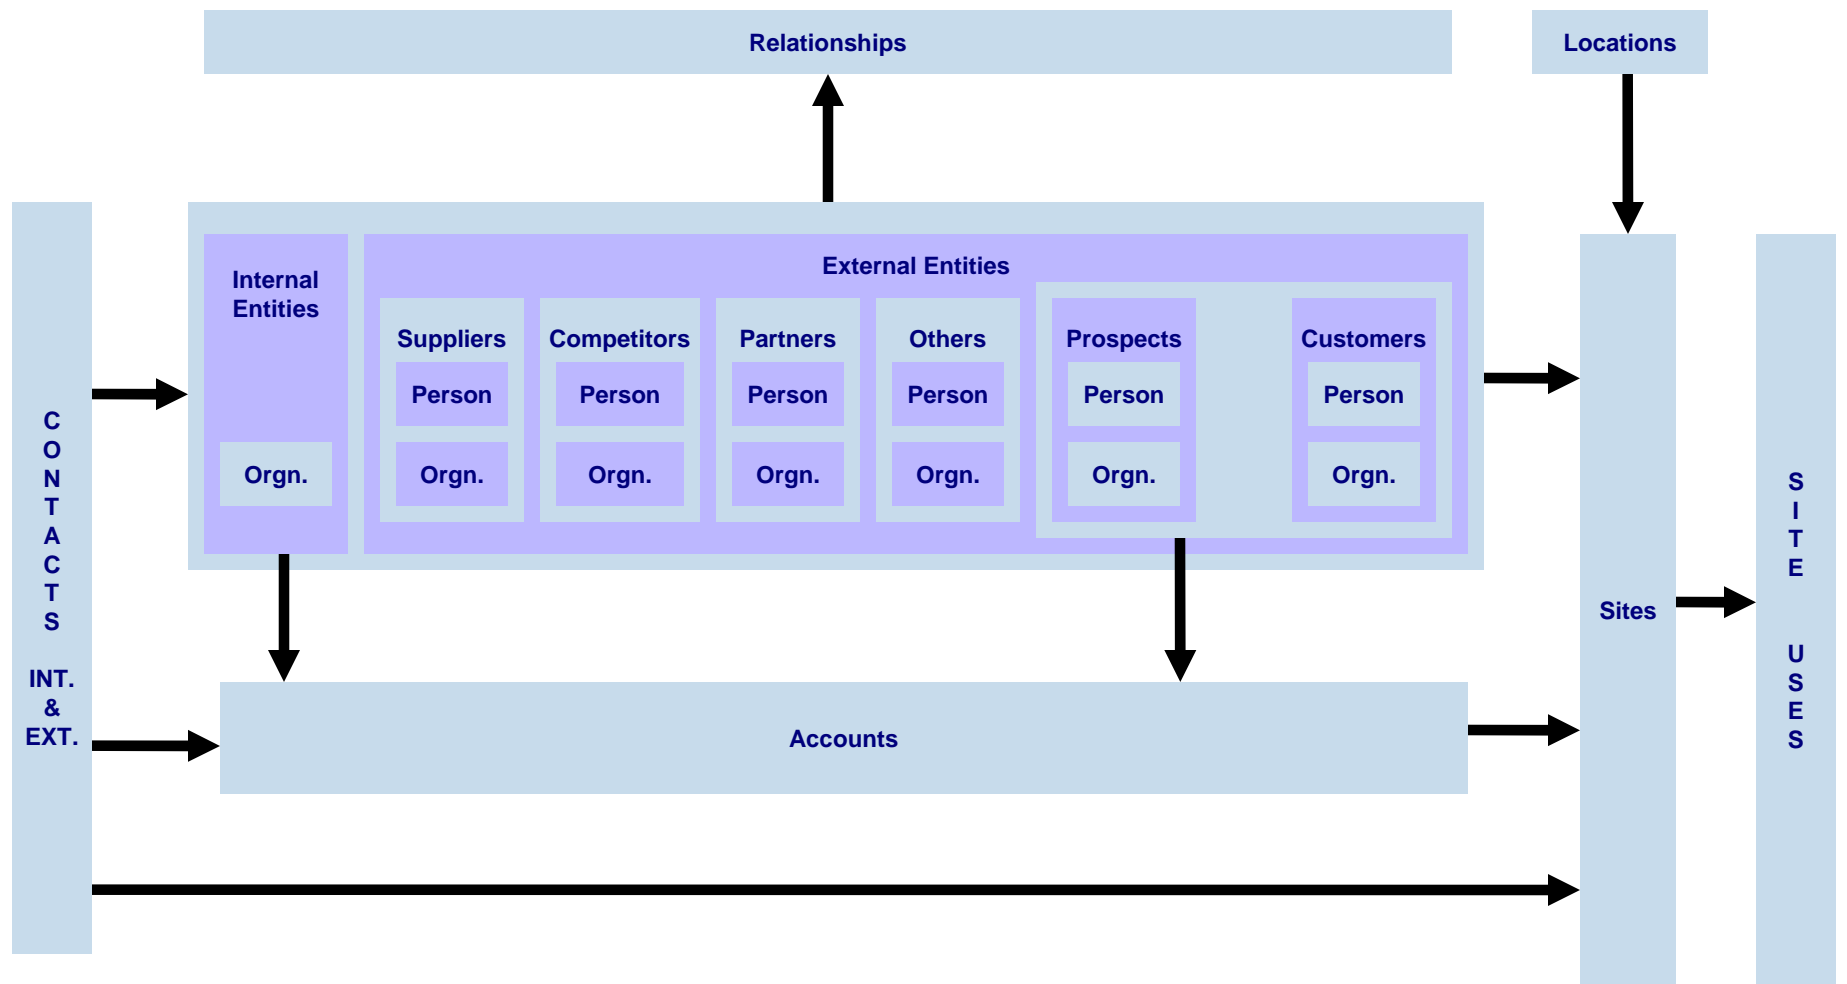 Relationships
Locations
Internal
Entities
External Entities
Suppliers
Competitors
Partners
Others
Prospects
Customers
Person
Person
Person
Person
Person
Person
Orgn.
Orgn.
Orgn.
Orgn.
Orgn.
Orgn.
Orgn.
C
O
N
T
A
C
T
S
INT.
&
EXT.
Accounts
Sites
S
I
T
E
U
S
E
S